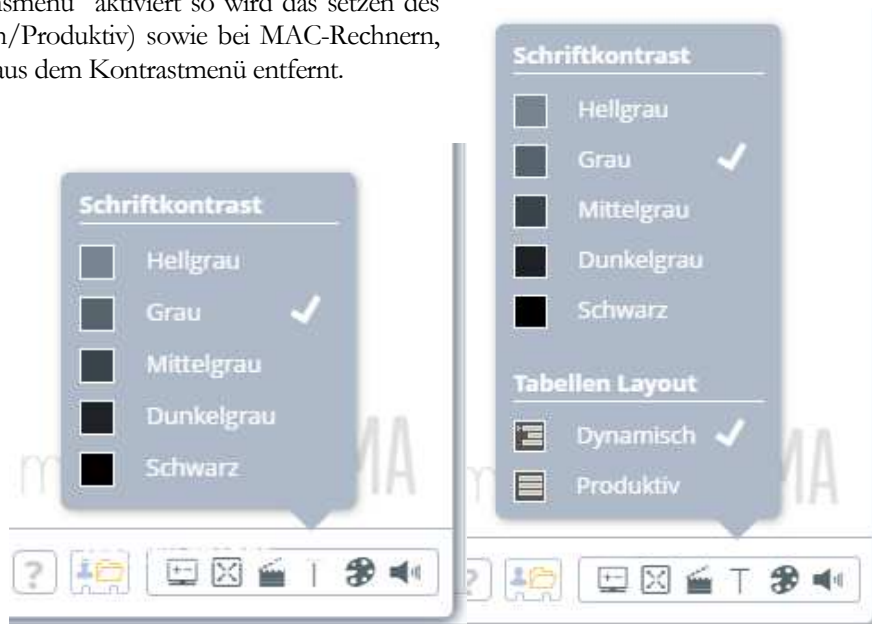 aktiviert so wird das setzen des
/Produktiv) sowie bei MAC-Rechnern,
aus dem Kontrastmenü entfernt.
Schriftkontrast
Hellgrau
Grau
Mittelgrau
Dunkelgrau
Schwarz
Schriftkontrast
Hellgrau
Grau
Mittelgrau
Dunkelgrau
Schwarz
Tabellen Layout
Dynamisch
Produktiv
?
T